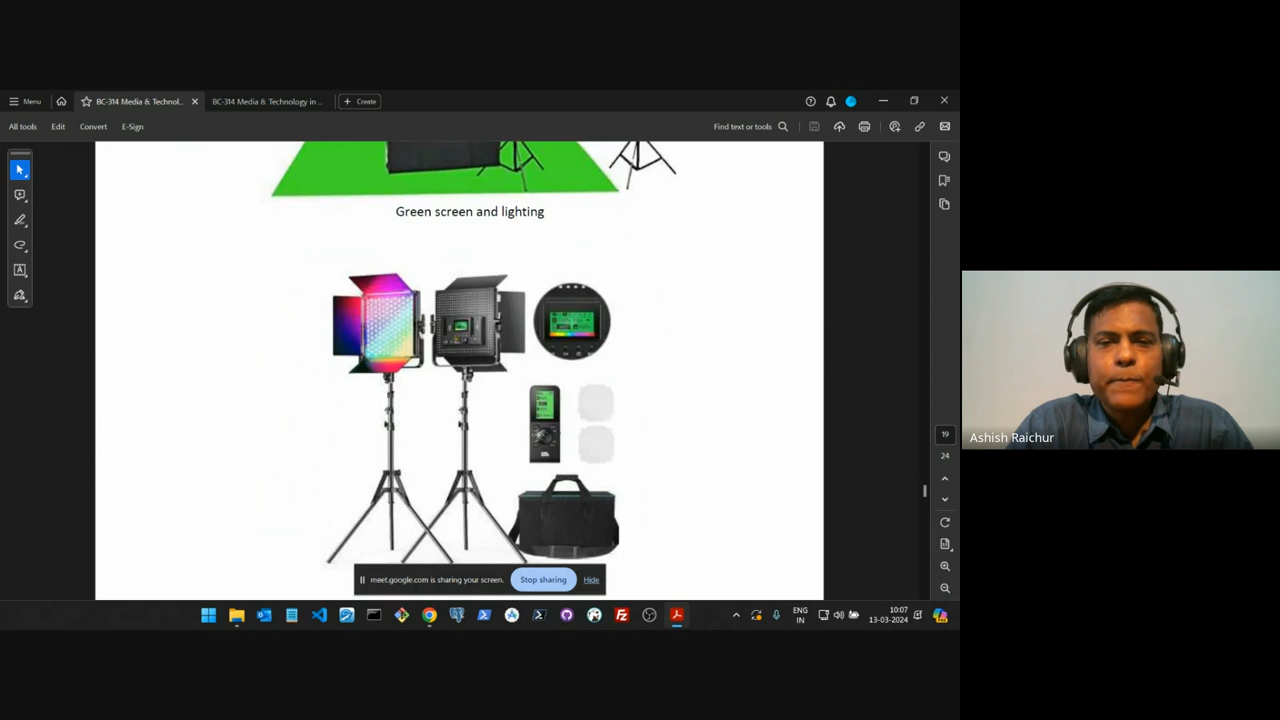 Menu
BC-314 Media & Technol...
BC-314 Media & Technology in ...
Create
All tools
Edit
Convert
E-Sign
Find text or tools
Green screen and lighting
19
24
Ashish Raichur
meet.google.com is sharing your screen.
Stop sharing
Hide
ENG
IN
10:07
13-03-2024